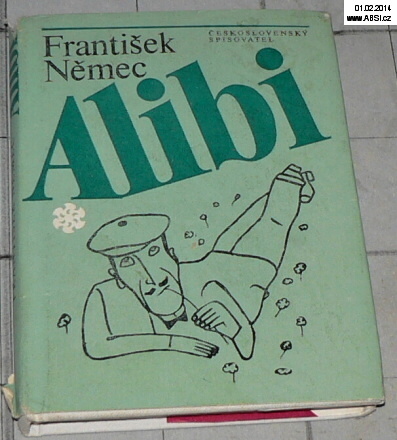 01.02.2014
www.ABSI.cz
František
Němec
ČESKOSLOVENSKÝ
SPISOVATEL
Alibi